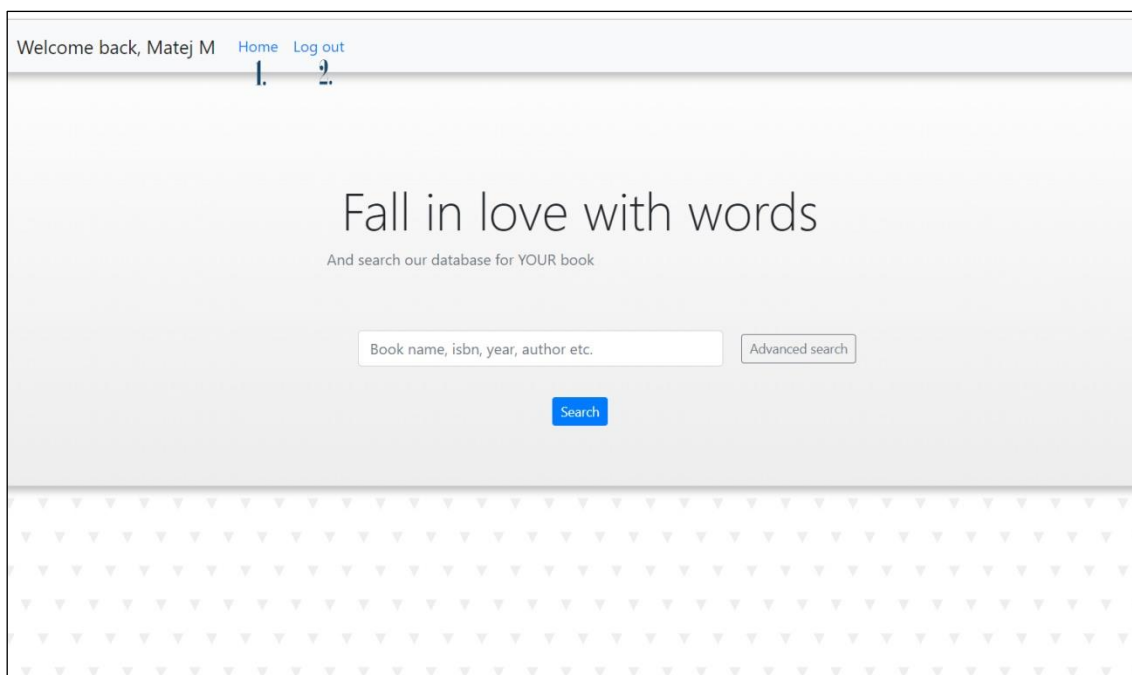 Welcome back, Matej M Home Log out
1. 2.
Fall in love with words
And search our database for YOUR book
Book name, isbn, year, author etc. Advanced search
Search